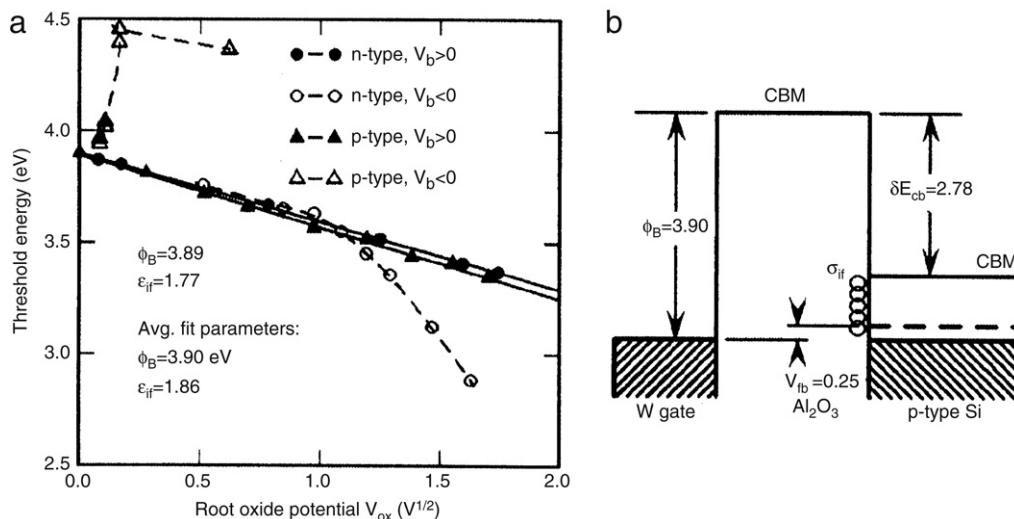 a
4.5
4.0
3.5
3.0
2.5
Threshold energy (eV)
n-type, V_b>0
n-type, V_b<0
p-type, V_b>0
p-type, V_b<0
ϕ_B=3.89
ε_if=1.77
Avg. fit parameters:
ϕ_B=3.90 eV
ε_if=1.86
0.0 0.5 1.0 1.5 2.0
Root oxide potential V_ox (V^1/2)
b
CBM
ϕ_B=3.90
δE_cb=2.78
CBM
σ_if
V_fb=0.25
W gate
Al₂O₃
p-type Si